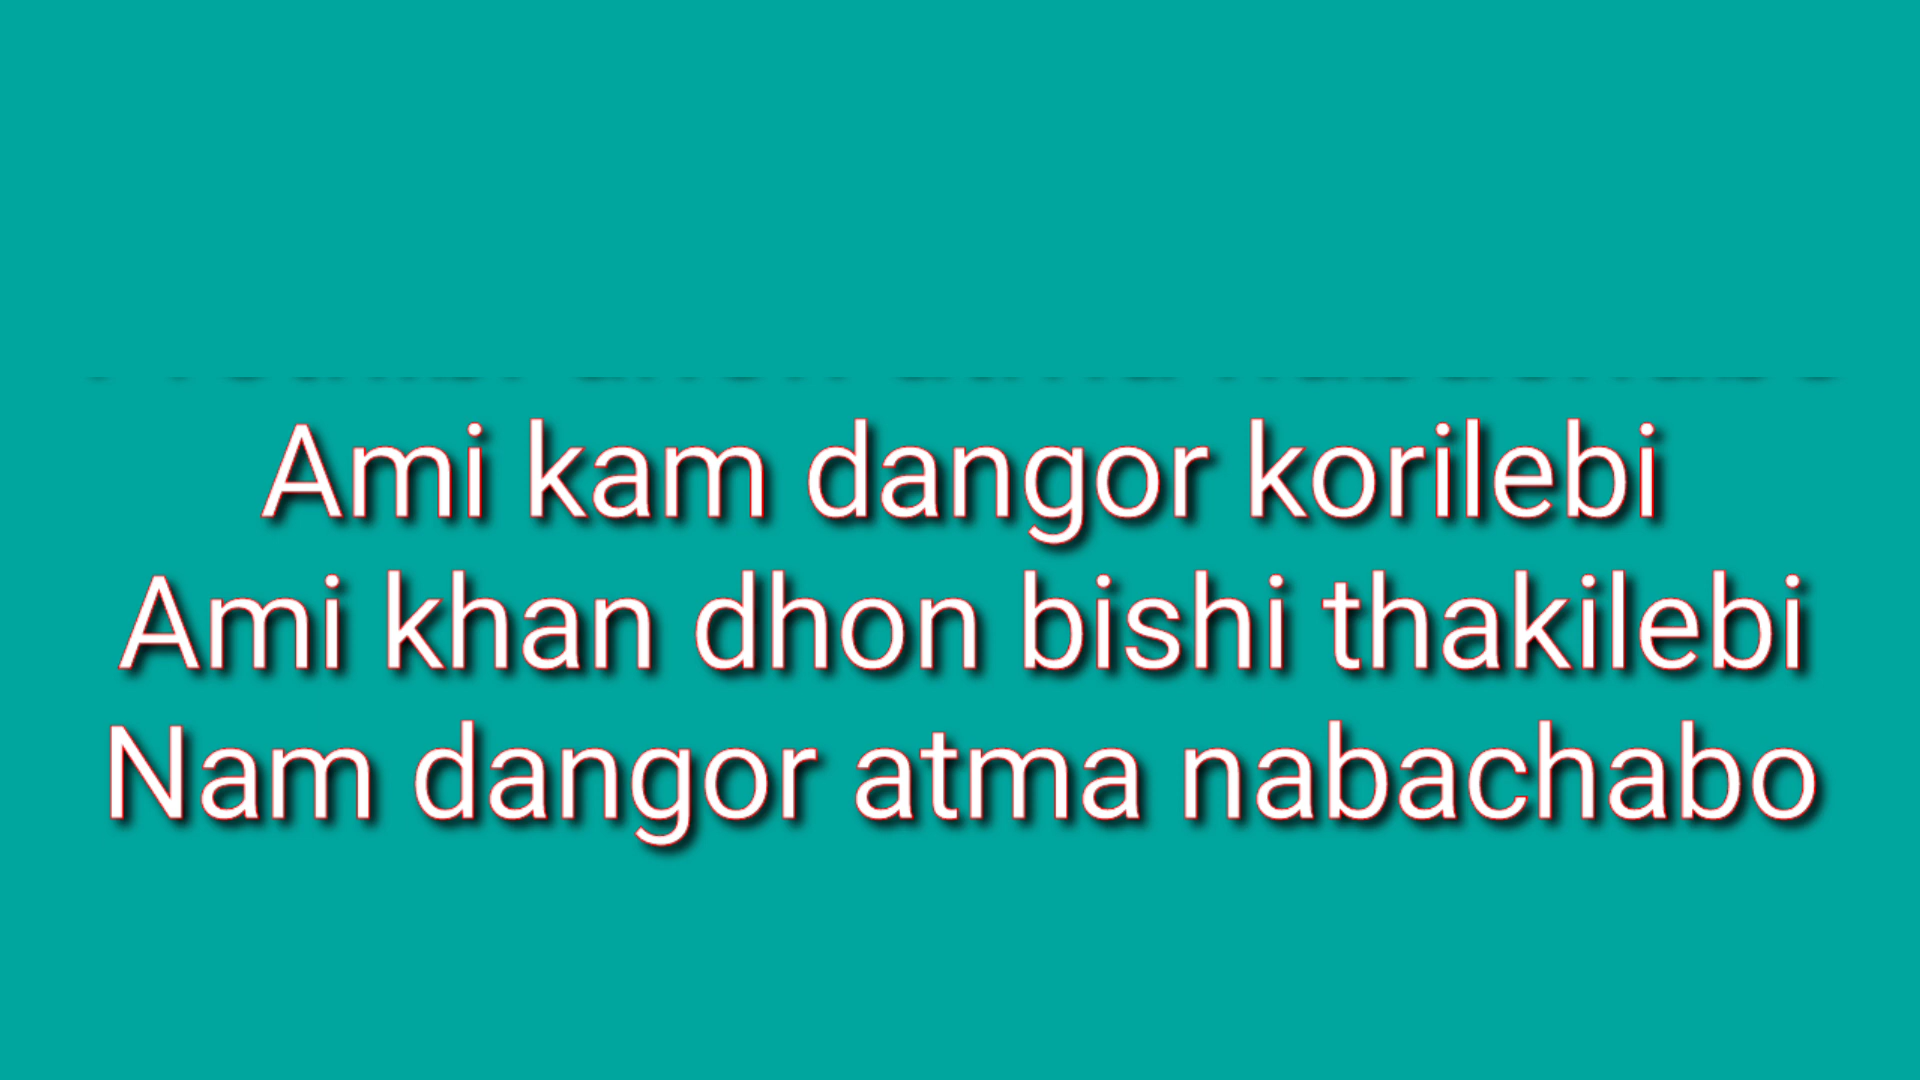 Ami kam dangor korilebi
Ami khan dhon bishi thakilebi
Nam dangor atma nabachabo